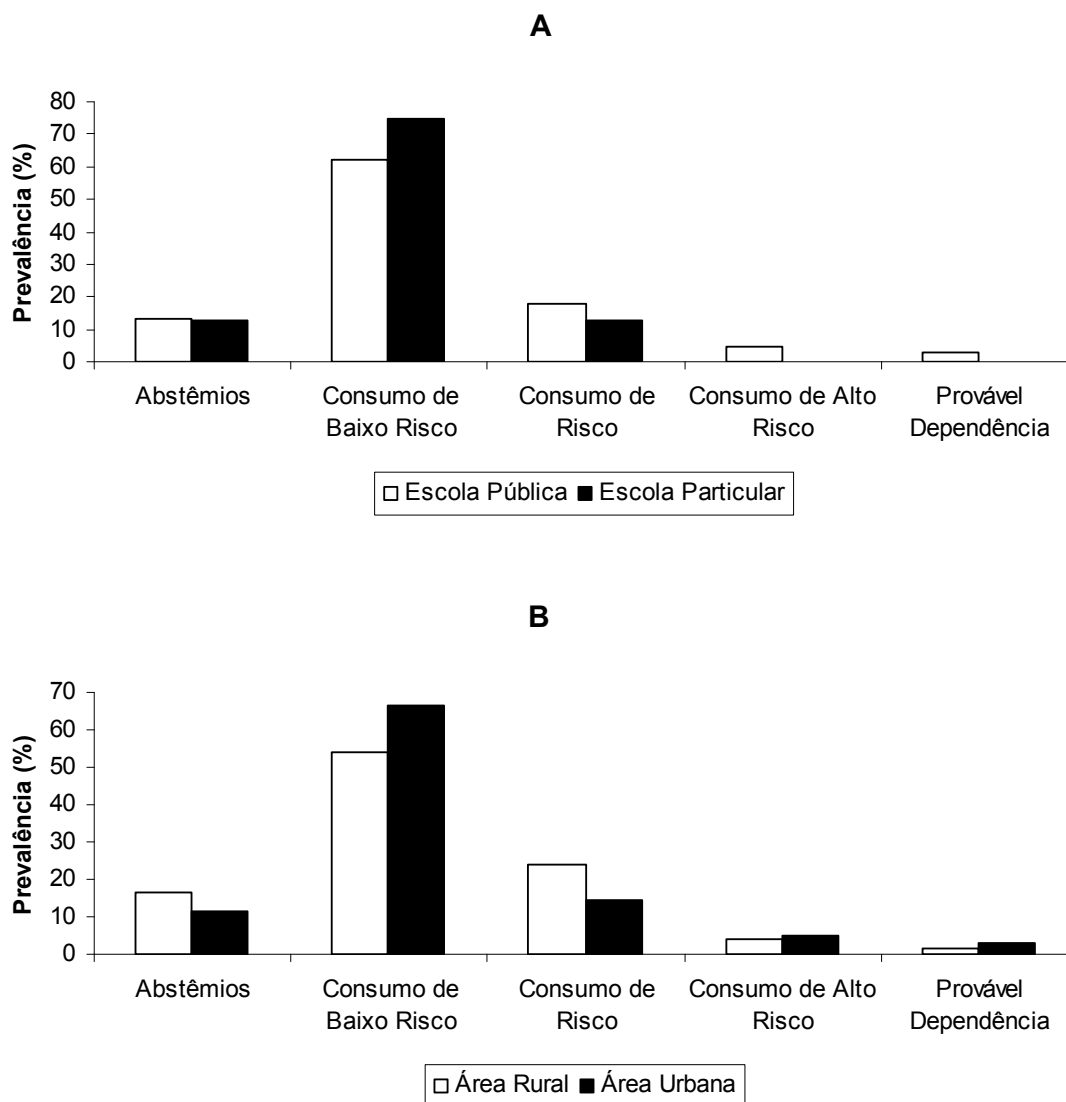 A
Prevalência (%)
80
70
60
50
40
30
20
10
0
Abstêmios
Consumo de
Baixo Risco
Consumo de
Risco
Consumo de Alto
Risco
Provável
Dependência
Escola Pública Escola Particular
B
Prevalência (%)
70
60
50
40
30
20
10
0
Abstêmios
Consumo de
Baixo Risco
Consumo de
Risco
Consumo de Alto
Risco
Provável
Dependência
Área Rural Área Urbana